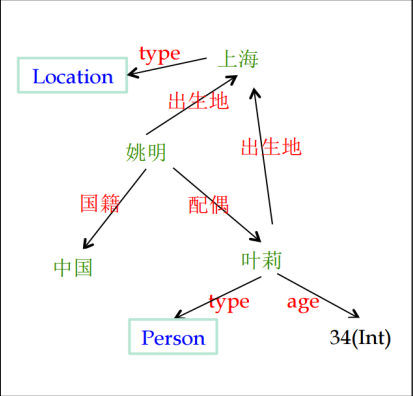 type
上海
Location
出生地
出生地
姚明
国籍
配偶
中国
叶莉
type
age
Person
34(Int)